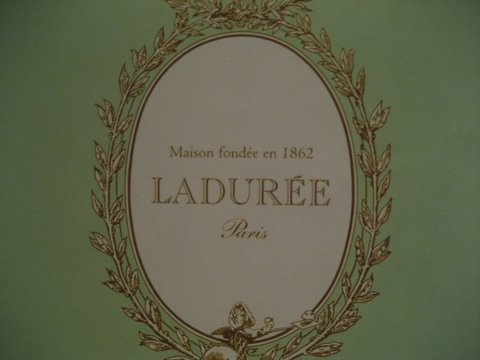 Maison fondée en 1862
LADURÉE
Paris